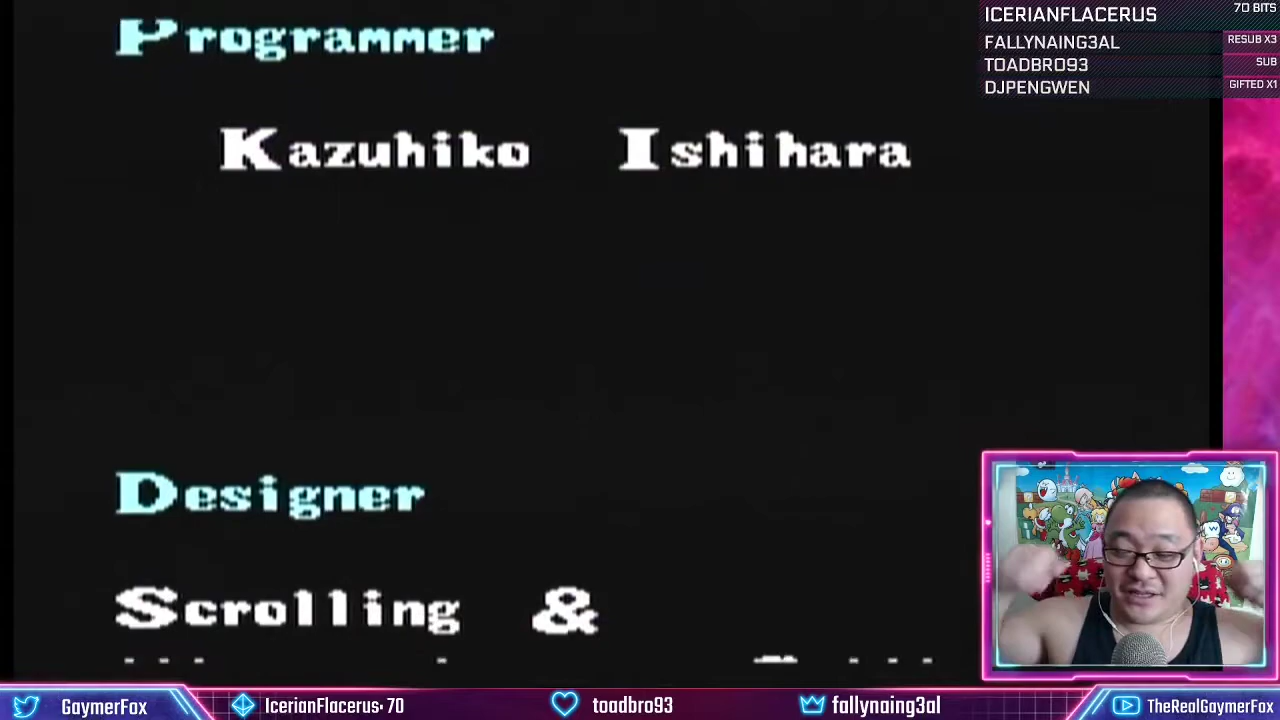 Programmer
Kazuhiko Ishihara
Designer
Scrolling &
ICERIANFLACERUS 70 BITS
FALLYNAING3AL RESUB X3
TOADBRO93 SUB
DJPENGWEN GIFTED X1
GaymerFox IcerianFlacerus• 70 toadbro93 fallynaing3al TheRealGaymerFox